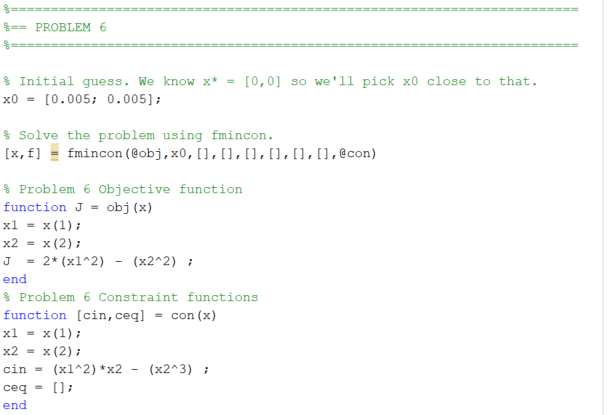 %========================================================================
%== PROBLEM 6
%========================================================================
% Initial guess. We know x* = [0,0] so we'll pick x0 close to that.
x0 = [0.005; 0.005];
% Solve the problem using fmincon.
[x,f] = fmincon(@obj,x0,[],[],[],[],[],[],@con)
% Problem 6 Objective function
function J = obj(x)
x1 = x(1);
x2 = x(2);
J  = 2*(x1^2) - (x2^2) ;
end
% Problem 6 Constraint functions
function [cin,ceq] = con(x)
x1 = x(1);
x2 = x(2);
cin = (x1^2)*x2 - (x2^3) ;
ceq = [];
end